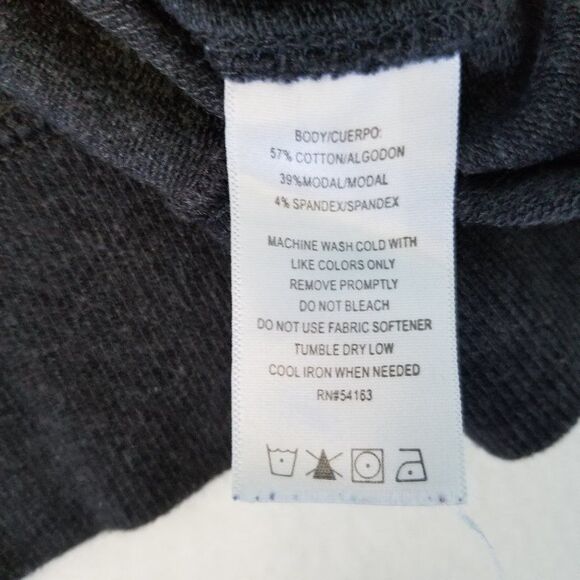 BODY/CUERPO:
57% COTTON/ALGODON
39%MODAL/MODAL
4% SPANDEX/SPANDEX
MACHINE WASH COLD WITH
LIKE COLORS ONLY
REMOVE PROMPTLY
DO NOT BLEACH
DO NOT USE FABRIC SOFTENER
TUMBLE DRY LOW
COOL IRON WHEN NEEDED
RN#54163